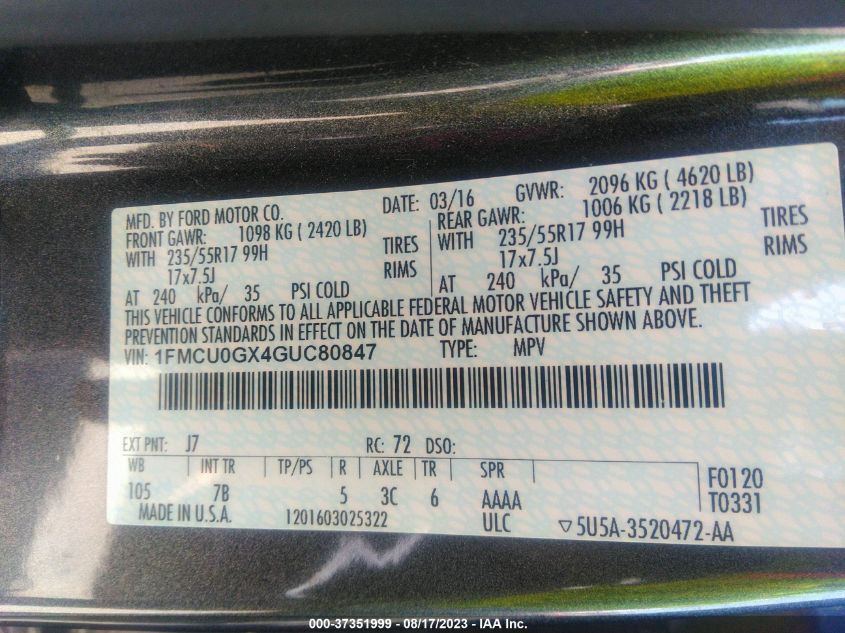 MFD. BY FORD MOTOR CO. DATE: 03/16 GVWR: 2096 KG ( 4620 LB)
FRONT GAWR: 1098 KG ( 2420 LB) REAR GAWR: 1006 KG ( 2218 LB)
WITH 235/55R17 99H TIRES WITH 235/55R17 99H TIRES
17x7.5J RIMS 17x7.5J RIMS
AT 240 kPa/ 35 PSI COLD AT 240 kPa/ 35 PSI COLD
THIS VEHICLE CONFORMS TO ALL APPLICABLE FEDERAL MOTOR VEHICLE SAFETY AND THEFT
PREVENTION STANDARDS IN EFFECT ON THE DATE OF MANUFACTURE SHOWN ABOVE.
VIN: 1FMCU0GX4GUC80847 TYPE: MPV
EXT PNT: J7 RC: 72 DSO:
WB INT TR TP/PS R AXLE TR SPR F0120
105 7B 5 3C 6 AAAA T0331
MADE IN U.S.A. 1201603025322 ULC ▽5U5A-3520472-AA
000-37351999 — 08/17/2023 — IAA Inc.